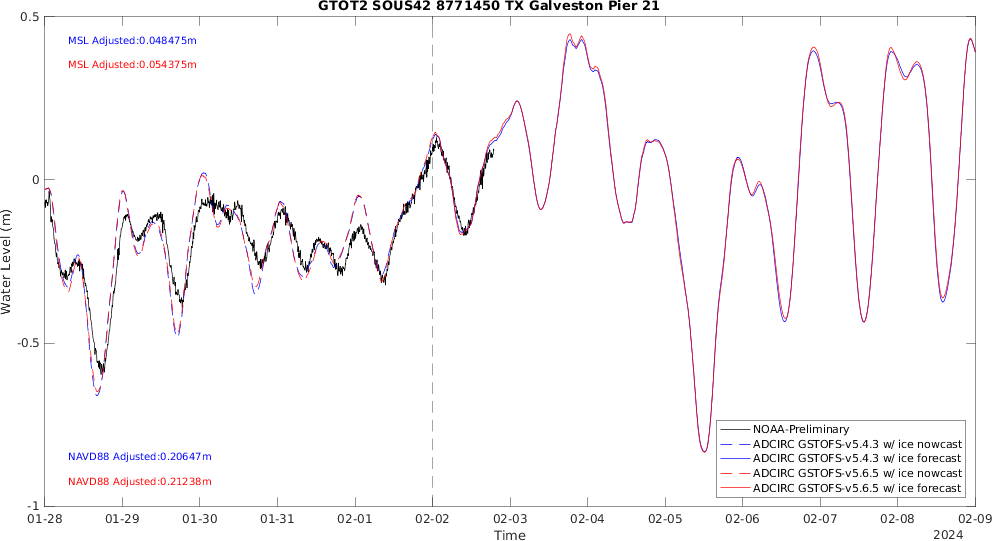 GTOT2 SOUS42 8771450 TX Galveston Pier 21
MSL Adjusted:0.048475m
MSL Adjusted:0.054375m
0.5
0
-0.5
-1
Water Level (m)
NAVD88 Adjusted:0.20647m
NAVD88 Adjusted:0.21238m
NOAA-Preliminary
ADCIRC GSTOFS-v5.4.3 w/ ice nowcast
ADCIRC GSTOFS-v5.4.3 w/ ice forecast
ADCIRC GSTOFS-v5.6.5 w/ ice nowcast
ADCIRC GSTOFS-v5.6.5 w/ ice forecast
01-28 01-29 01-30 01-31 02-01 02-02 02-03 02-04 02-05 02-06 02-07 02-08 02-09
Time
2024